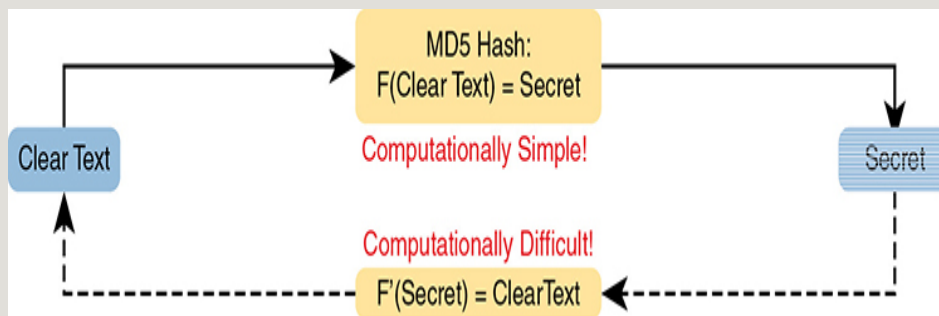 MD5 Hash:
F(Clear Text) = Secret
Clear Text
Computationally Simple!
Secret
Computationally Difficult!
F'(Secret) = ClearText